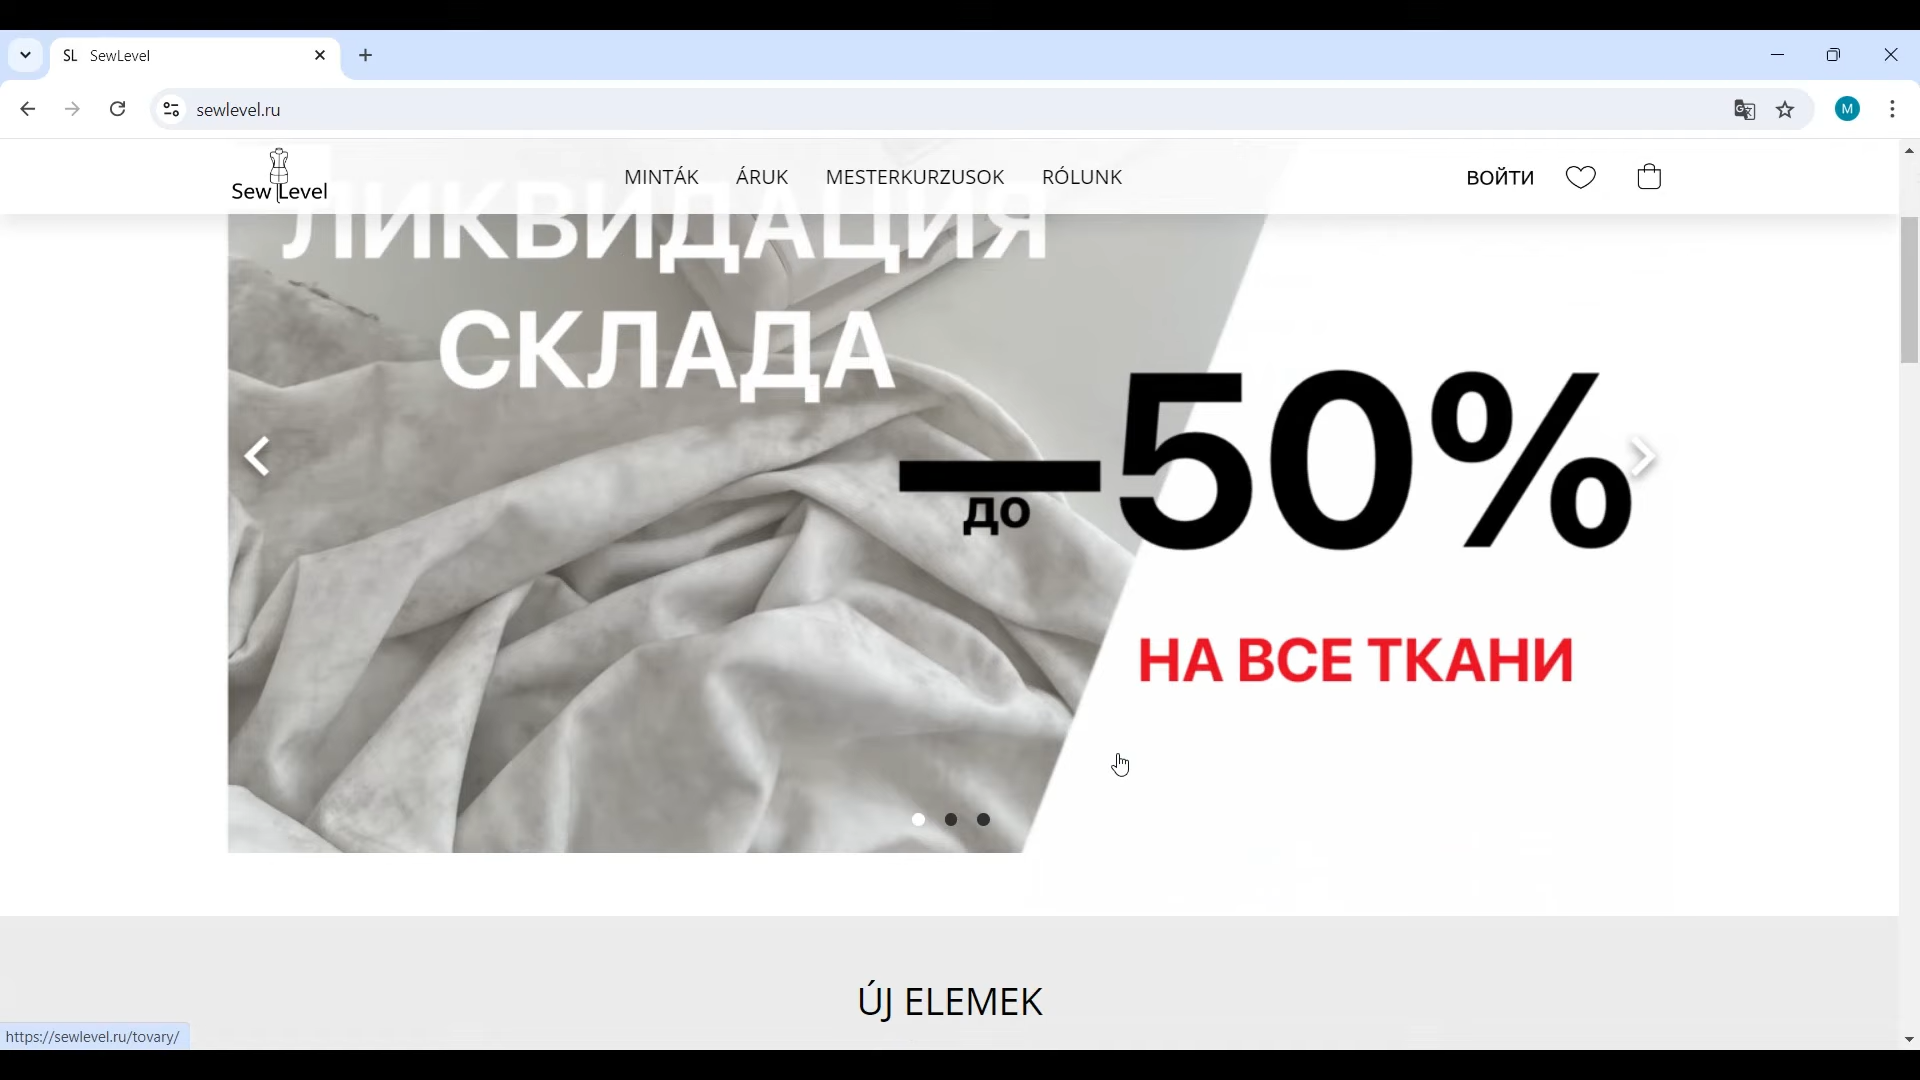 SL SewLevel
sewlevel.ru
M
Sew Level
MINTÁK ÁRUK MESTERKURZUSOK RÓLUNK
ВОЙТИ
ЛИКВИДАЦИЯ
СКЛАДА
—50%
до
НА ВСЕ ТКАНИ
ÚJ ELEMEK
https://sewlevel.ru/tovary/